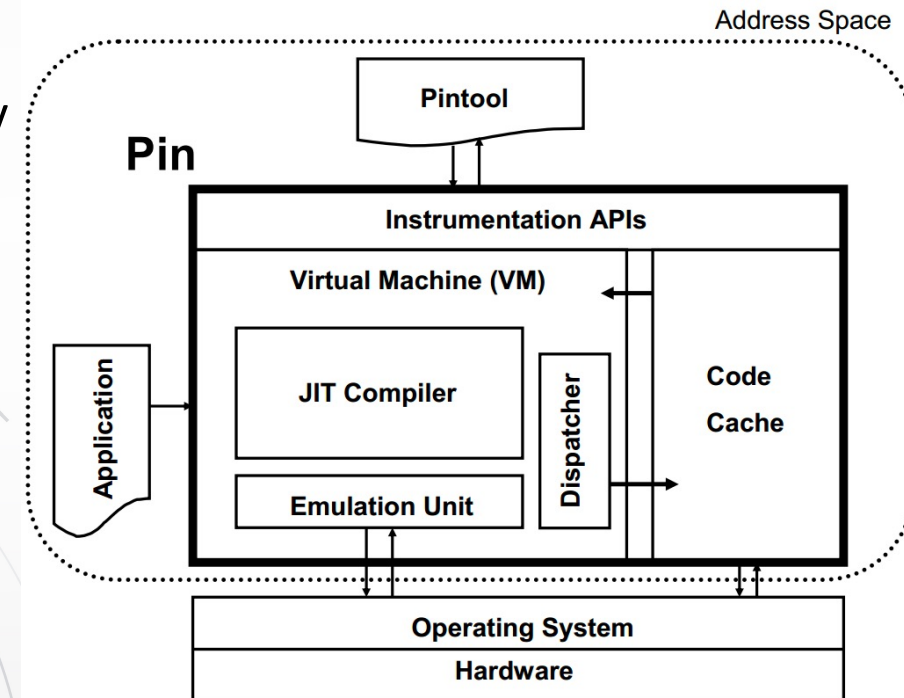 Address Space
y
Pintool
Pin
Instrumentation APIs
Virtual Machine (VM)
JIT Compiler
Emulation Unit
Dispatcher
Code
Cache
Application
Operating System
Hardware